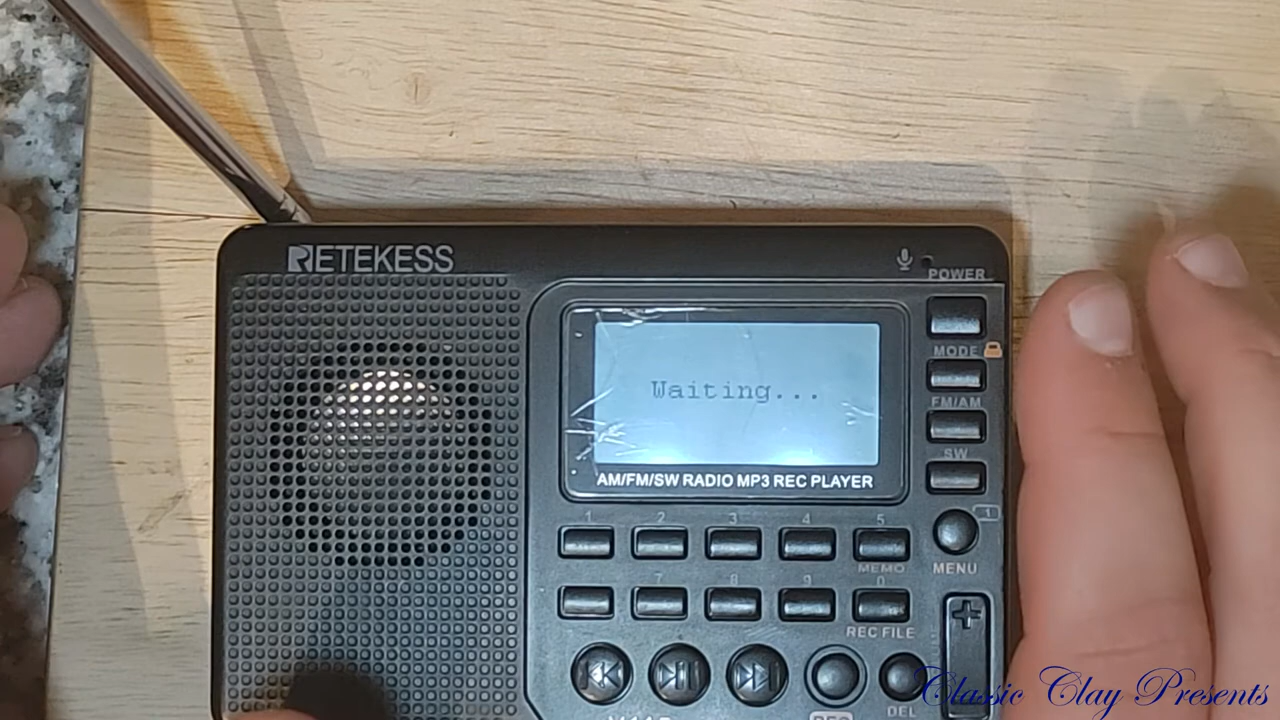 RETEKESS
POWER
MODE
FM/AM
SW
Waiting...
AM/FM/SW RADIO MP3 REC PLAYER
1 2 3 4 5
MEMO
MENU
7 8 9 0
REC FILE
DEL
Classic Clay Presents